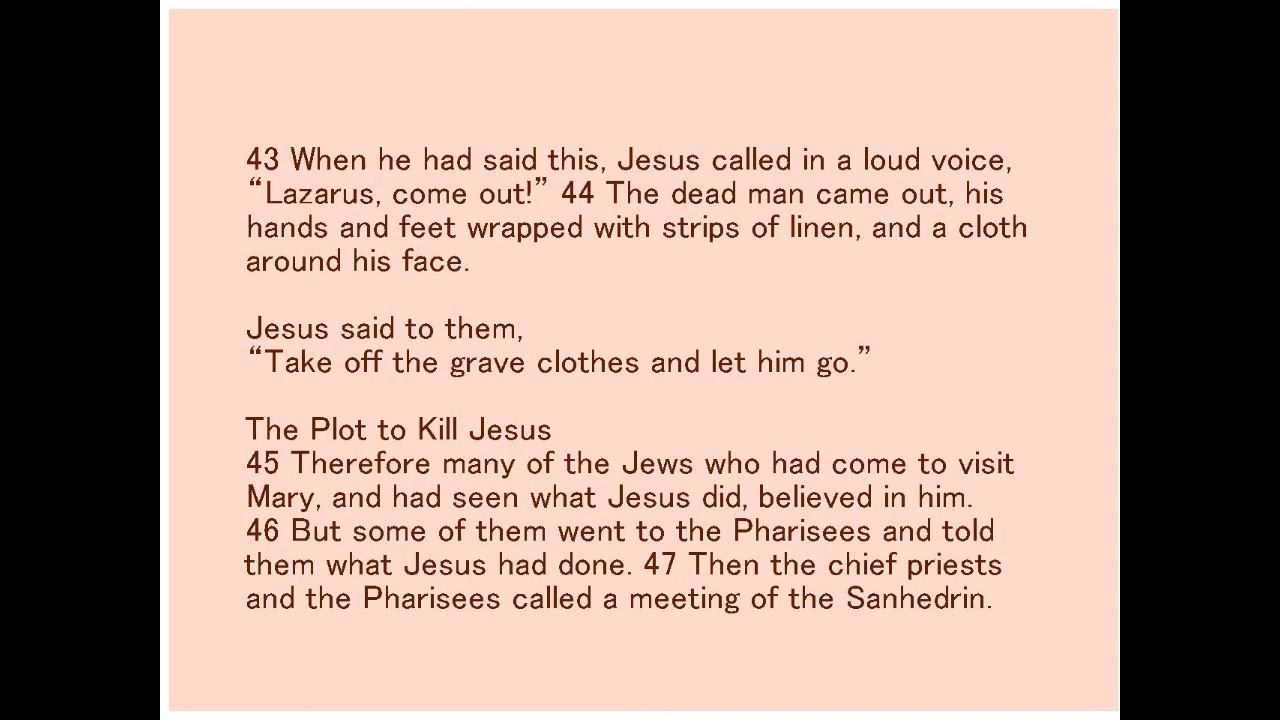 43 When he had said this, Jesus called in a loud voice,
“Lazarus, come out!” 44 The dead man came out, his
hands and feet wrapped with strips of linen, and a cloth
around his face.
Jesus said to them,
“Take off the grave clothes and let him go.”
The Plot to Kill Jesus
45 Therefore many of the Jews who had come to visit
Mary, and had seen what Jesus did, believed in him.
46 But some of them went to the Pharisees and told
them what Jesus had done. 47 Then the chief priests
and the Pharisees called a meeting of the Sanhedrin.